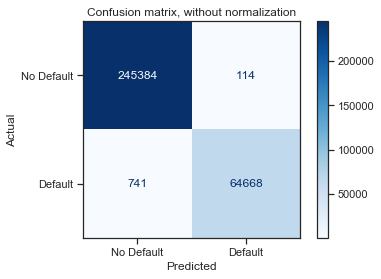 Confusion matrix, without normalization
No Default
245384
114
Default
741
64668
No Default
Default
Actual
Predicted
200000
150000
100000
50000